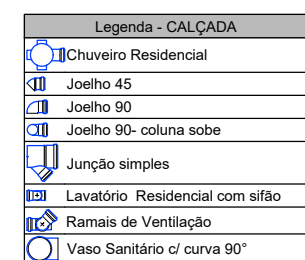 Legenda - CALÇADA
Chuveiro Residencial
Joelho 45
Joelho 90
Joelho 90- coluna sobe
Junção simples
Lavatório Residencial com sifão
Ramais de Ventilação
Vaso Sanitário c/ curva 90°